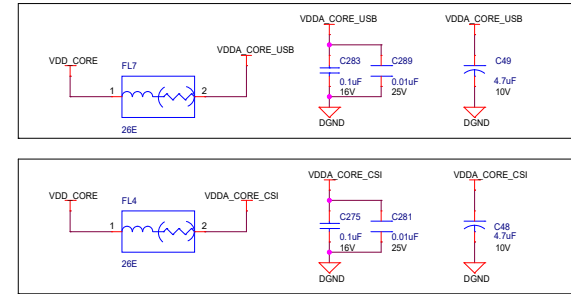 VDDA_CORE_USB
VDDA_CORE_USB
VDDA_CORE_USB
VDD_CORE
FL7
C283
C289
C49
1
2
0.1uF
0.01uF
4.7uF
16V
25V
10V
26E
DGND
DGND
VDDA_CORE_CSI
VDDA_CORE_CSI
VDD_CORE
FL4
VDDA_CORE_CSI
C275
C281
C48
1
2
0.1uF
0.01uF
4.7uF
16V
25V
10V
26E
DGND
DGND